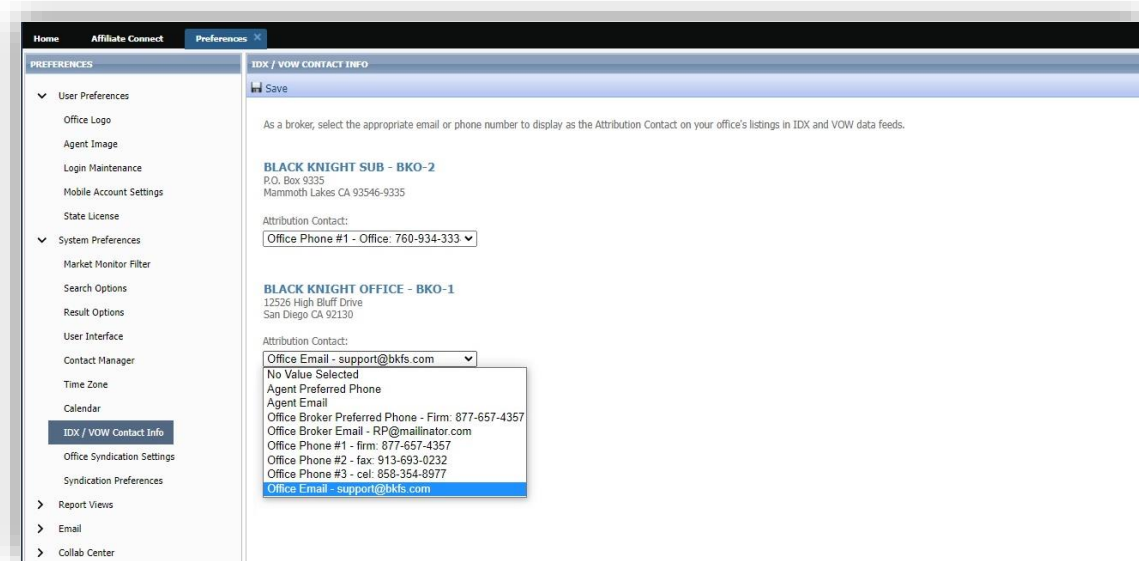 Home Affiliate Connect Preferences
PREFERENCES
User Preferences
Office Logo
Agent Image
Login Maintenance
Mobile Account Settings
State License
System Preferences
Market Monitor Filter
Search Options
Result Options
User Interface
Contact Manager
Time Zone
Calendar
IDX / VOW Contact Info
Office Syndication Settings
Syndication Preferences
Report Views
Email
Collab Center
IDX / VOW CONTACT INFO
Save
As a broker, select the appropriate email or phone number to display as the Attribution Contact on your office's listings in IDX and VOW data feeds.
BLACK KNIGHT SUB - BKO-2
P.O. Box 9335
Mammoth Lakes CA 93546-9335
Attribution Contact:
Office Phone #1 - Office: 760-934-333
BLACK KNIGHT OFFICE - BKO-1
12526 High Bluff Drive
San Diego CA 92130
Attribution Contact:
Office Email - support@bkfs.com
No Value Selected
Agent Preferred Phone
Agent Email
Office Broker Preferred Phone - Firm: 877-657-4357
Office Broker Email - RP@mailinator.com
Office Phone #1 - firm: 877-657-4357
Office Phone #2 - fax: 913-693-0232
Office Phone #3 - cel: 858-354-8977
Office Email - support@bkfs.com